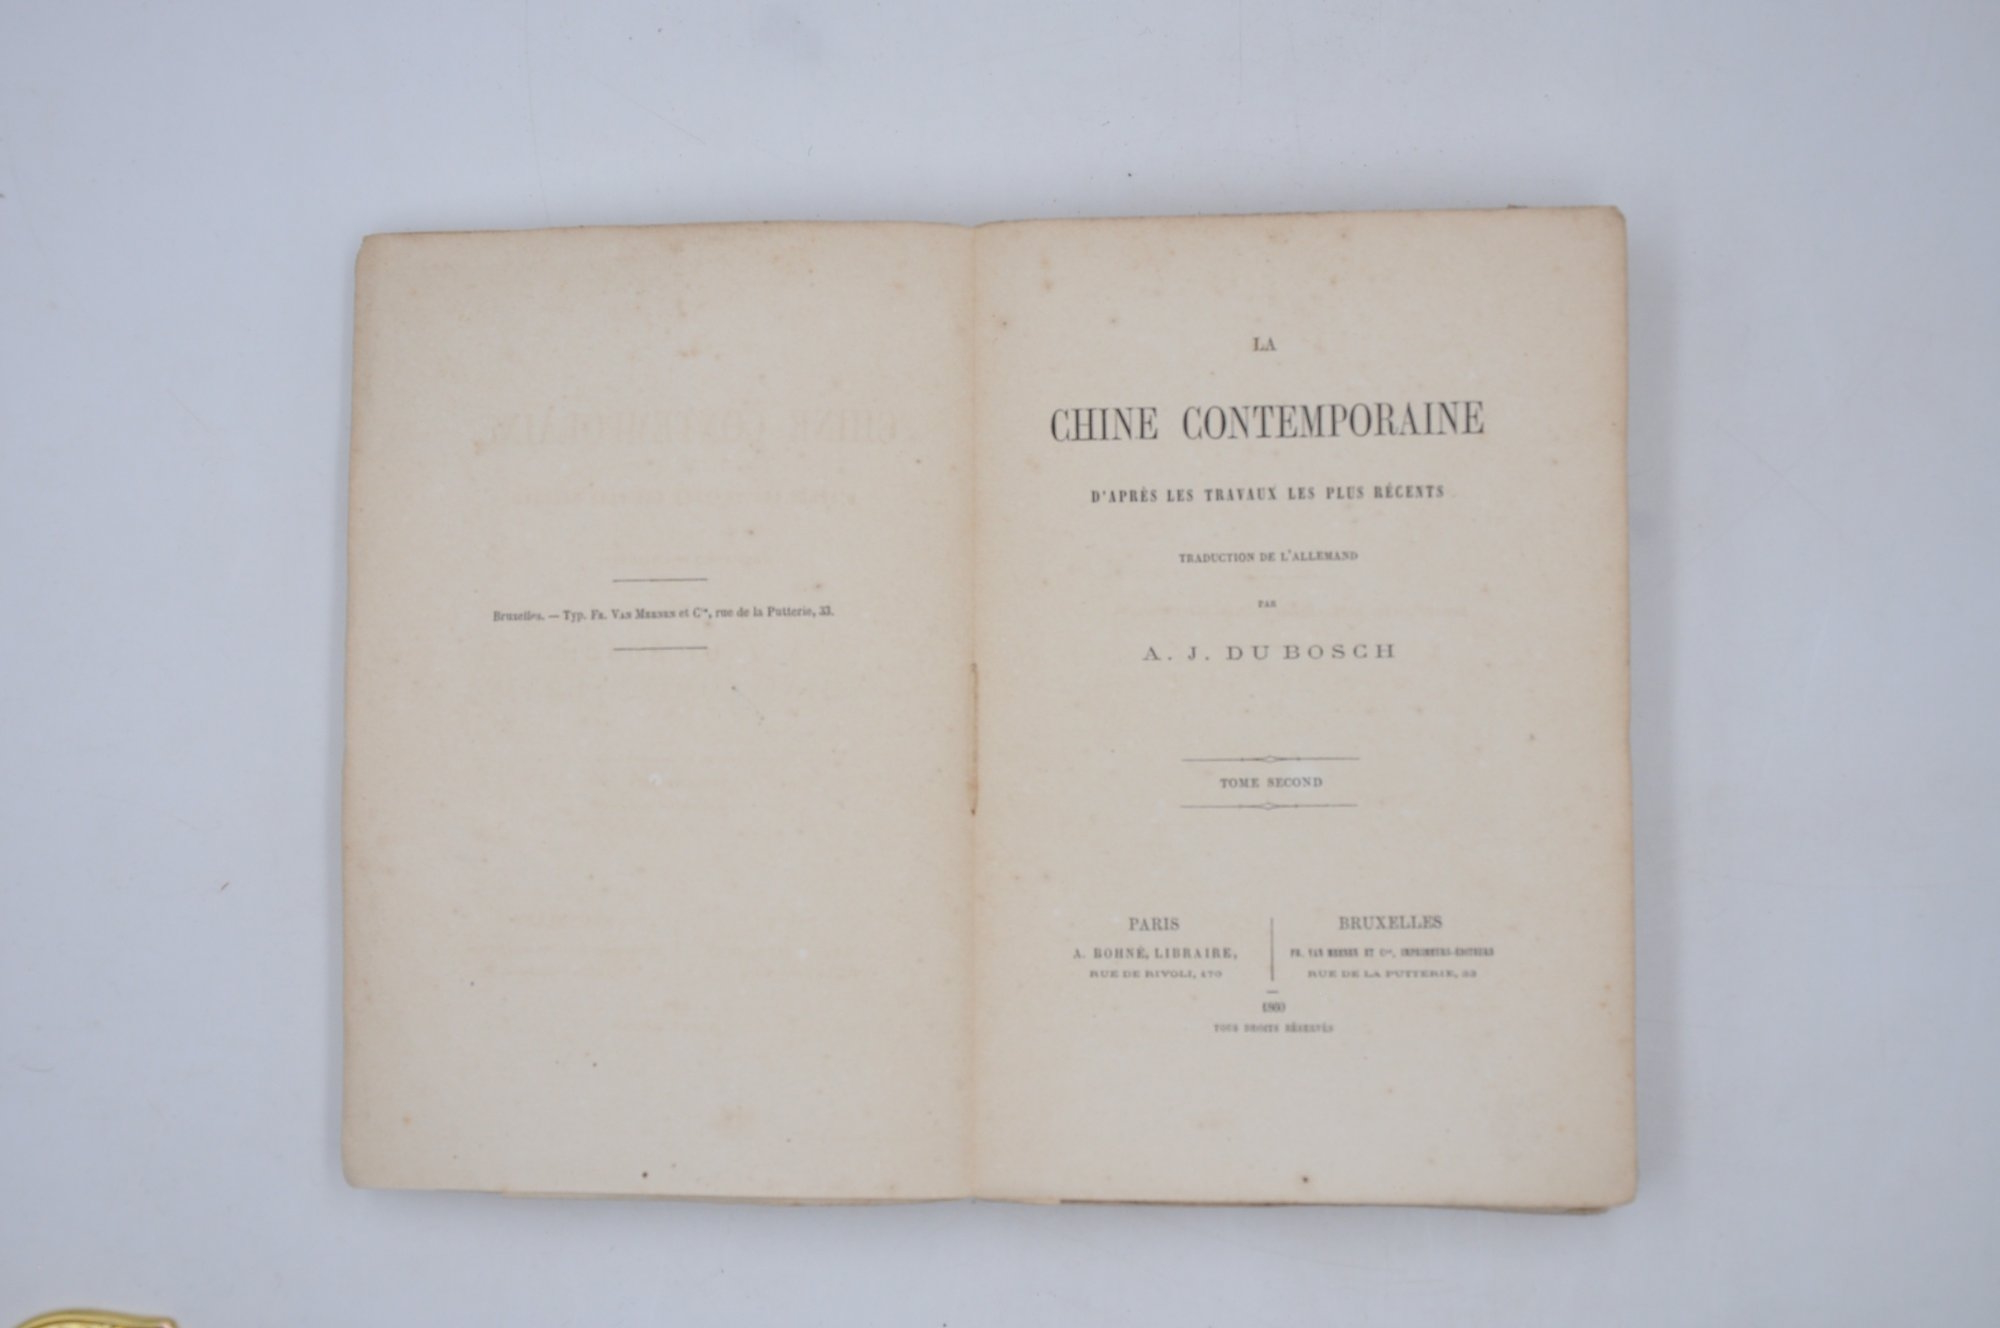 Bruxelles. — Typ. Fr. Van Meenen et Cie, rue de la Putterie, 33.
LA
CHINE CONTEMPORAINE
D'APRÈS LES TRAVAUX LES PLUS RÉCENTS
TRADUCTION DE L'ALLEMAND
PAR
A. J. DU BOSCH
TOME SECOND
PARIS
A. BOHNÉ, LIBRAIRE,
RUE DE RIVOLI, 170
BRUXELLES
FR. VAN MEENEN ET Cie, IMPRIMEURS-ÉDITEURS
RUE DE LA PUTTERIE, 33
1860
TOUS DROITS RÉSERVÉS